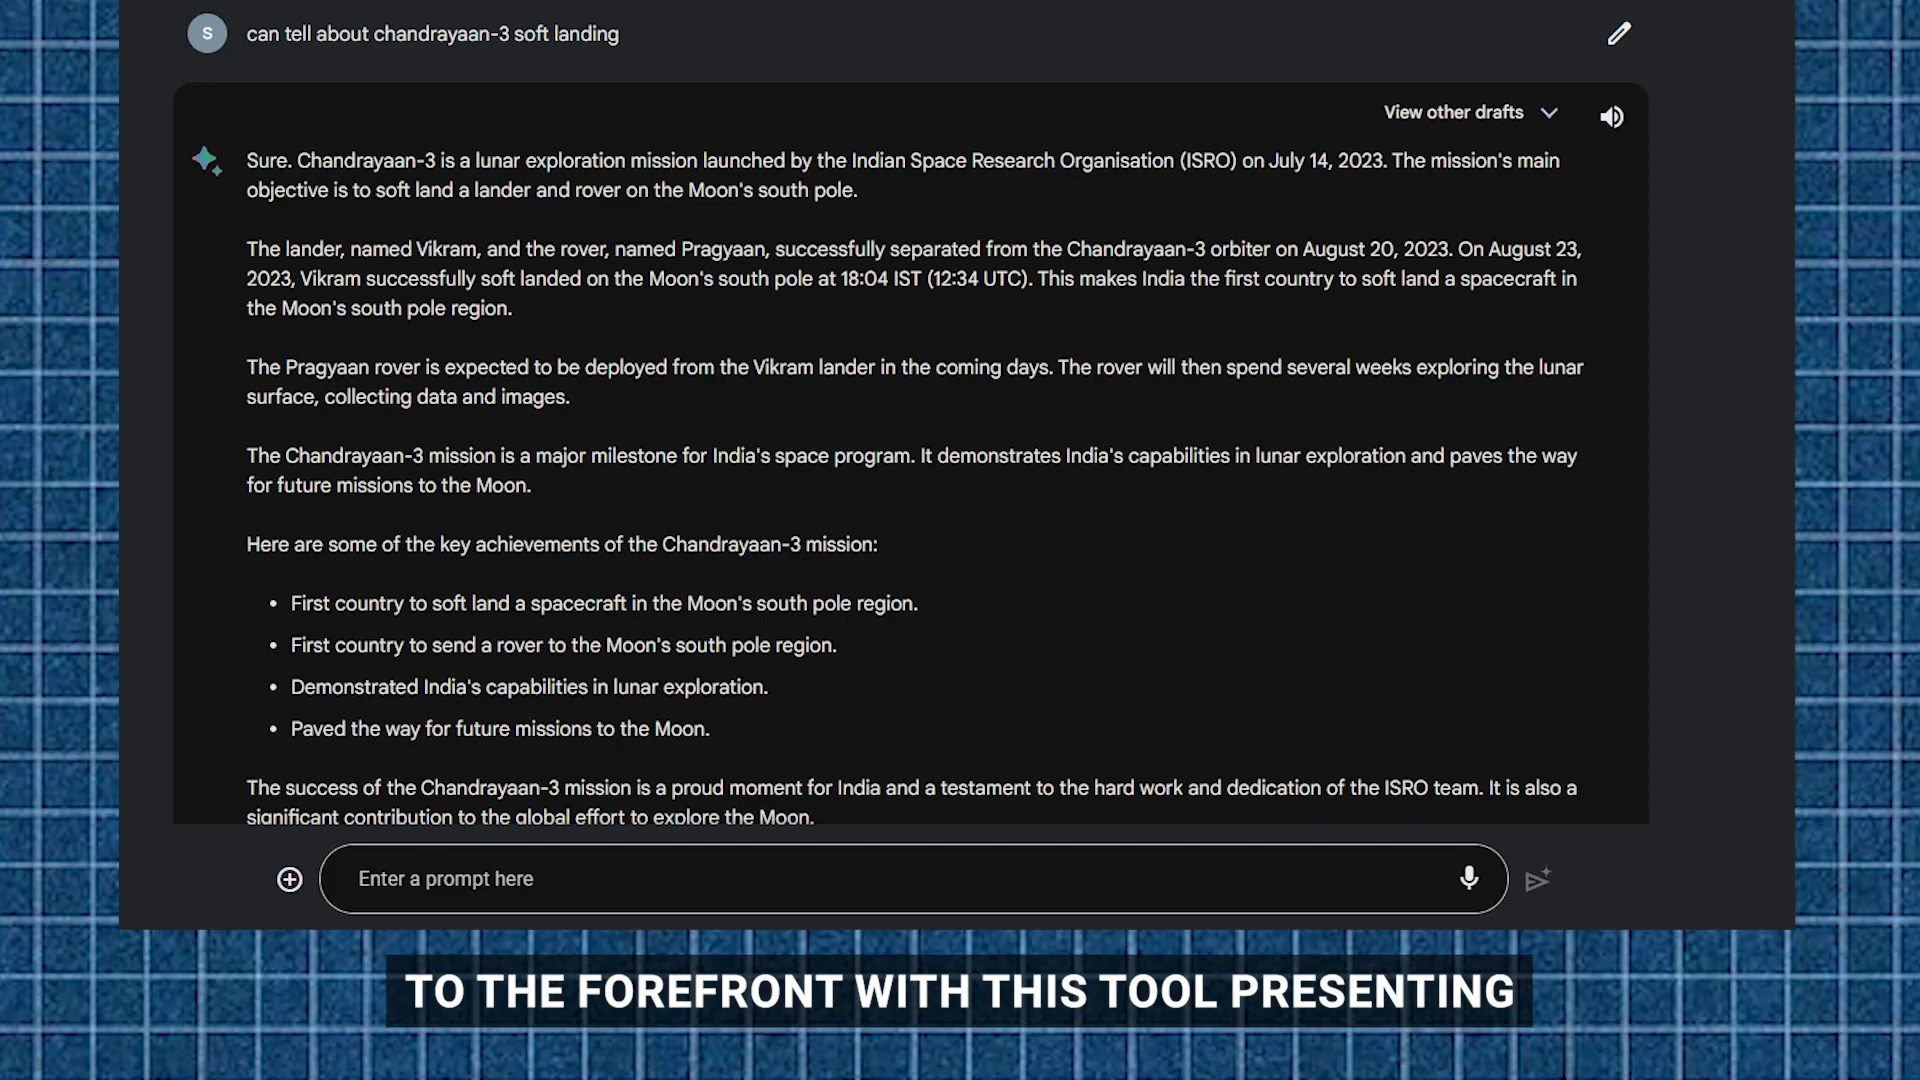 S
can tell about chandrayaan-3 soft landing
View other drafts
Sure. Chandrayaan-3 is a lunar exploration mission launched by the Indian Space Research Organisation (ISRO) on July 14, 2023. The mission's main
objective is to soft land a lander and rover on the Moon's south pole.
The lander, named Vikram, and the rover, named Pragyaan, successfully separated from the Chandrayaan-3 orbiter on August 20, 2023. On August 23,
2023, Vikram successfully soft landed on the Moon's south pole at 18:04 IST (12:34 UTC). This makes India the first country to soft land a spacecraft in
the Moon's south pole region.
The Pragyaan rover is expected to be deployed from the Vikram lander in the coming days. The rover will then spend several weeks exploring the lunar
surface, collecting data and images.
The Chandrayaan-3 mission is a major milestone for India's space program. It demonstrates India's capabilities in lunar exploration and paves the way
for future missions to the Moon.
Here are some of the key achievements of the Chandrayaan-3 mission:
• First country to soft land a spacecraft in the Moon's south pole region.
• First country to send a rover to the Moon's south pole region.
• Demonstrated India's capabilities in lunar exploration.
• Paved the way for future missions to the Moon.
The success of the Chandrayaan-3 mission is a proud moment for India and a testament to the hard work and dedication of the ISRO team. It is also a
significant contribution to the global effort to explore the Moon.
Enter a prompt here
TO THE FOREFRONT WITH THIS TOOL PRESENTING